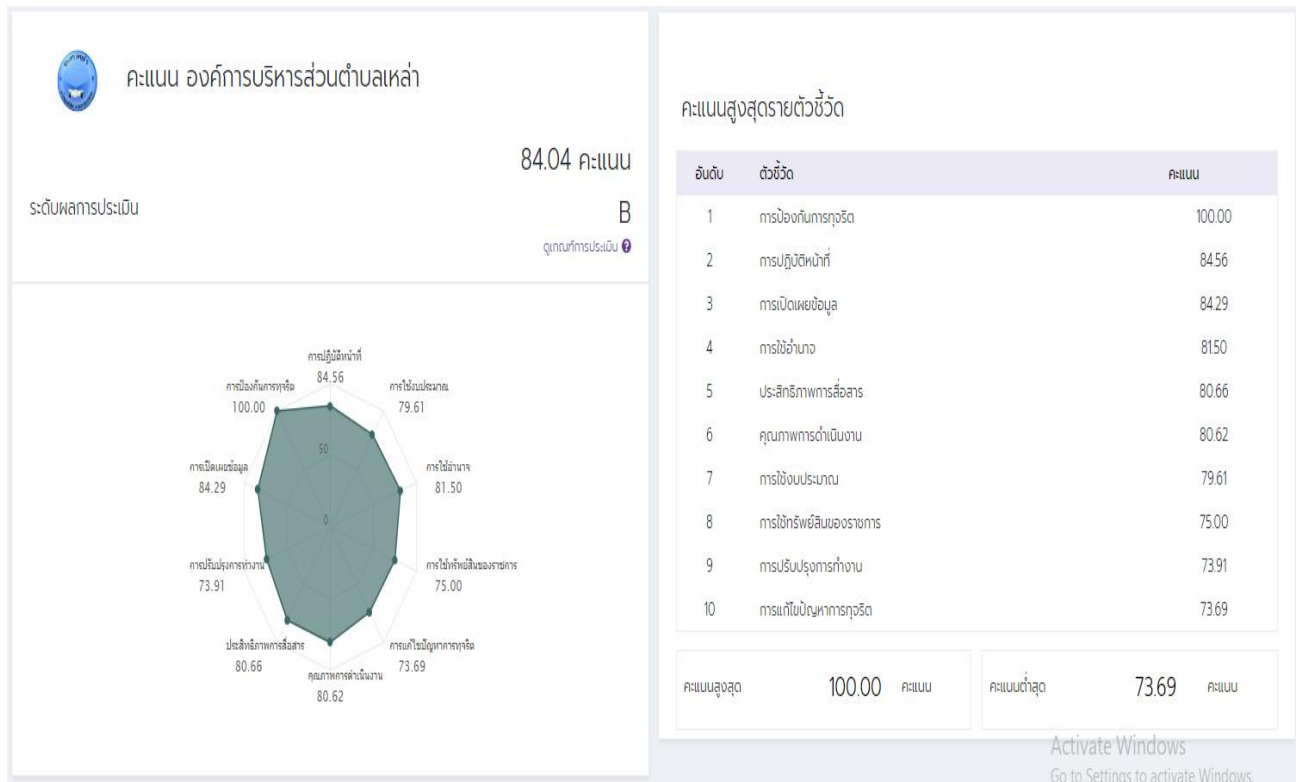 คะแนน องค์การบริหารส่วนตำบลเหล่า
84.04 คะแนน
ระดับผลการประเมิน
B
ดูเกณฑ์การประเมิน
การปฏิบัติหน้าที่
84.56
การป้องกันการทุจริต
100.00
การใช้งบประมาณ
79.61
50
การเปิดเผยข้อมูล
84.29
การใช้อำนาจ
81.50
0
การปรับปรุงการทำงาน
73.91
การใช้ทรัพย์สินของราชการ
75.00
ประสิทธิภาพการสื่อสาร
80.66
การแก้ไขปัญหาการทุจริต
73.69
คุณภาพการดำเนินงาน
80.62
คะแนนสูงสุดรายตัวชี้วัด
อันดับ ตัวชี้วัด คะแนน
1 การป้องกันการทุจริต 100.00
2 การปฏิบัติหน้าที่ 84.56
3 การเปิดเผยข้อมูล 84.29
4 การใช้อำนาจ 81.50
5 ประสิทธิภาพการสื่อสาร 80.66
6 คุณภาพการดำเนินงาน 80.62
7 การใช้งบประมาณ 79.61
8 การใช้ทรัพย์สินของราชการ 75.00
9 การปรับปรุงการทำงาน 73.91
10 การแก้ไขปัญหาการทุจริต 73.69
คะแนนสูงสุด 100.00 คะแนน
คะแนนต่ำสุด 73.69 คะแนน
Activate Windows
Go to Settings to activate Windows.